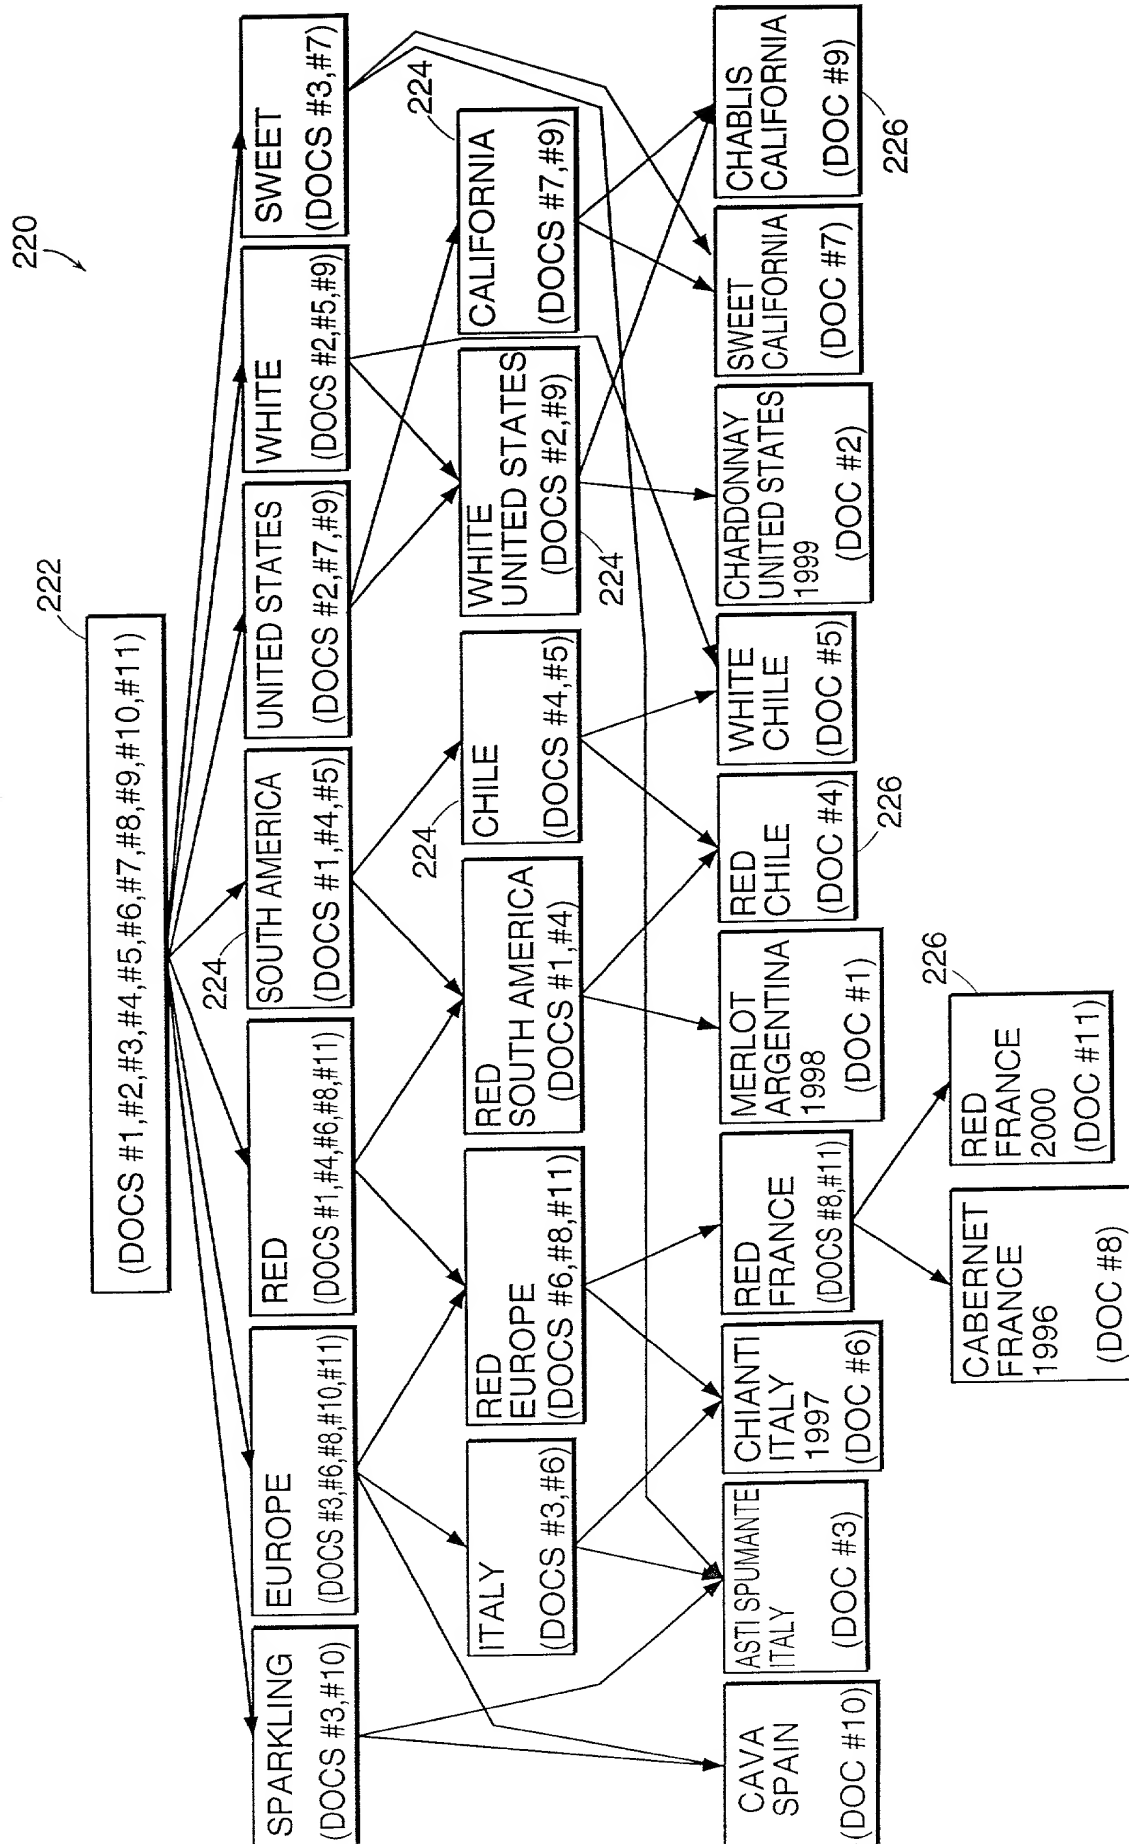 220
222
(DOCS #1,#2,#3,#4,#5,#6,#7,#8,#9,#10,#11)
SPARKLING
(DOCS #3,#10)
EUROPE
(DOCS #3,#6,#8,#10,#11)
RED
(DOCS #1,#4,#6,#8,#11)
224
SOUTH AMERICA
(DOCS #1,#4,#5)
UNITED STATES
(DOCS #2,#7,#9)
WHITE
(DOCS #2,#5,#9)
SWEET
(DOCS #3,#7)
ITALY
(DOCS #3,#6)
RED
EUROPE
(DOCS #6,#8,#11)
RED
SOUTH AMERICA
(DOCS #1,#4)
224
CHILE
(DOCS #4,#5)
WHITE
UNITED STATES
(DOCS #2,#9)
224
224
CALIFORNIA
(DOCS #7,#9)
CAVA
SPAIN
(DOC #10)
ASTI SPUMANTE
ITALY
(DOC #3)
CHIANTI
ITALY
1997
(DOC #6)
RED
FRANCE
(DOCS #8,#11)
MERLOT
ARGENTINA
1998
(DOC #1)
RED
CHILE
(DOC #4)
226
WHITE
CHILE
(DOC #5)
CHARDONNAY
UNITED STATES
1999
(DOC #2)
SWEET
CALIFORNIA
(DOC #7)
CHABLIS
CALIFORNIA
(DOC #9)
226
CABERNET
FRANCE
1996
(DOC #8)
226
RED
FRANCE
2000
(DOC #11)